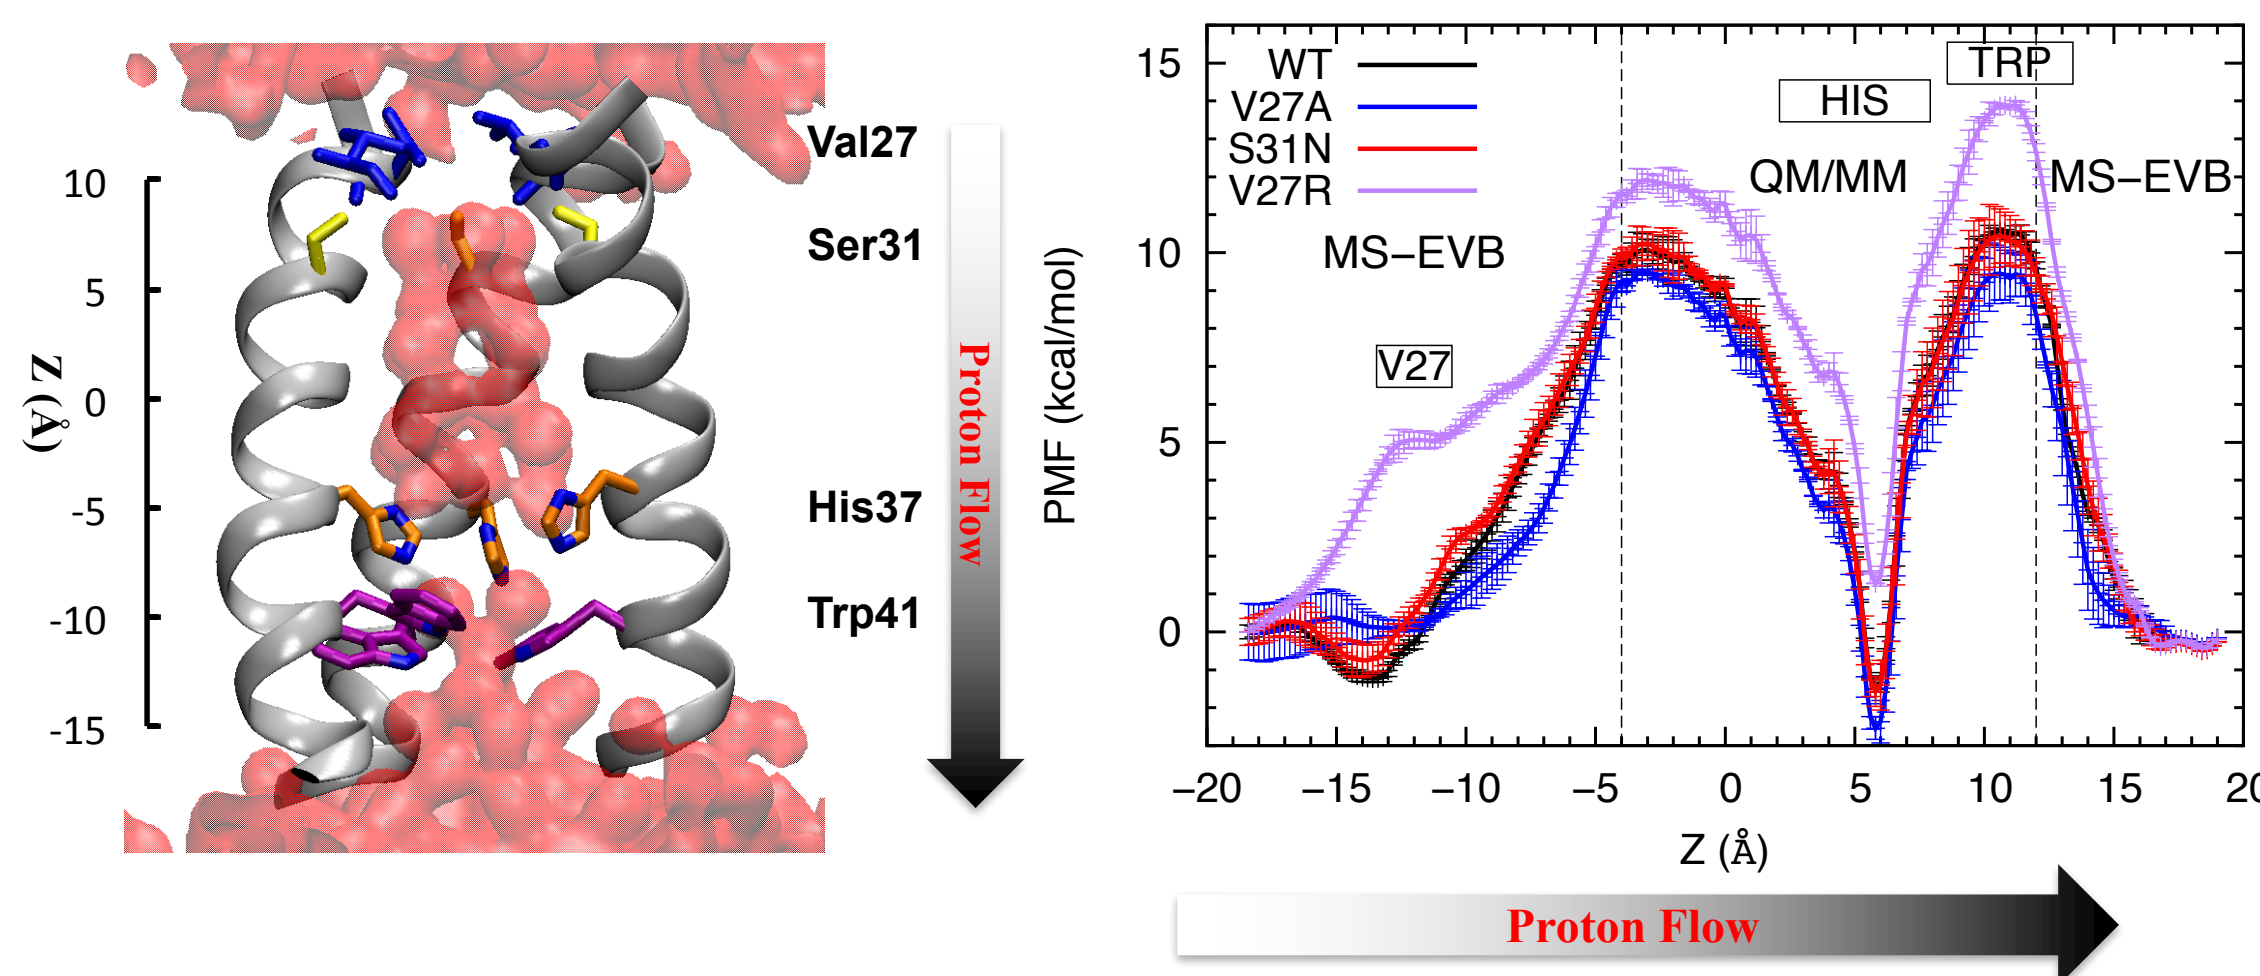 Val27
Ser31
His37
Trp41
10
5
0
-5
-10
-15
Z (Å)
Proton Flow
PMF (kcal/mol)
15
10
5
0
WT
V27A
S31N
V27R
MS−EVB
V27
HIS
TRP
QM/MM
MS−EVB
−20 −15 −10 −5 0 5 10 15 20
Z (Å)
Proton Flow